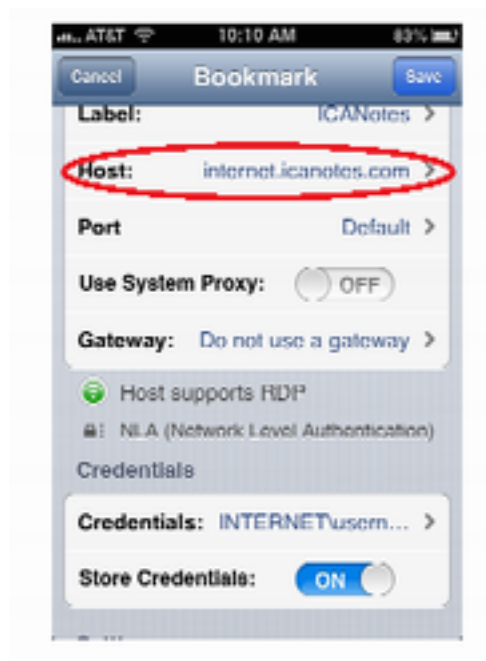 AT&T 10:10 AM 83%
Cancel Bookmark Save
Label: ICANotes >
Host: internet.icanotes.com >
Port Default >
Use System Proxy: OFF
Gateway: Do not use a gateway >
Host supports RDP
NLA (Network Level Authentication)
Credentials
Credentials: INTERNET\usern... >
Store Credentials: ON